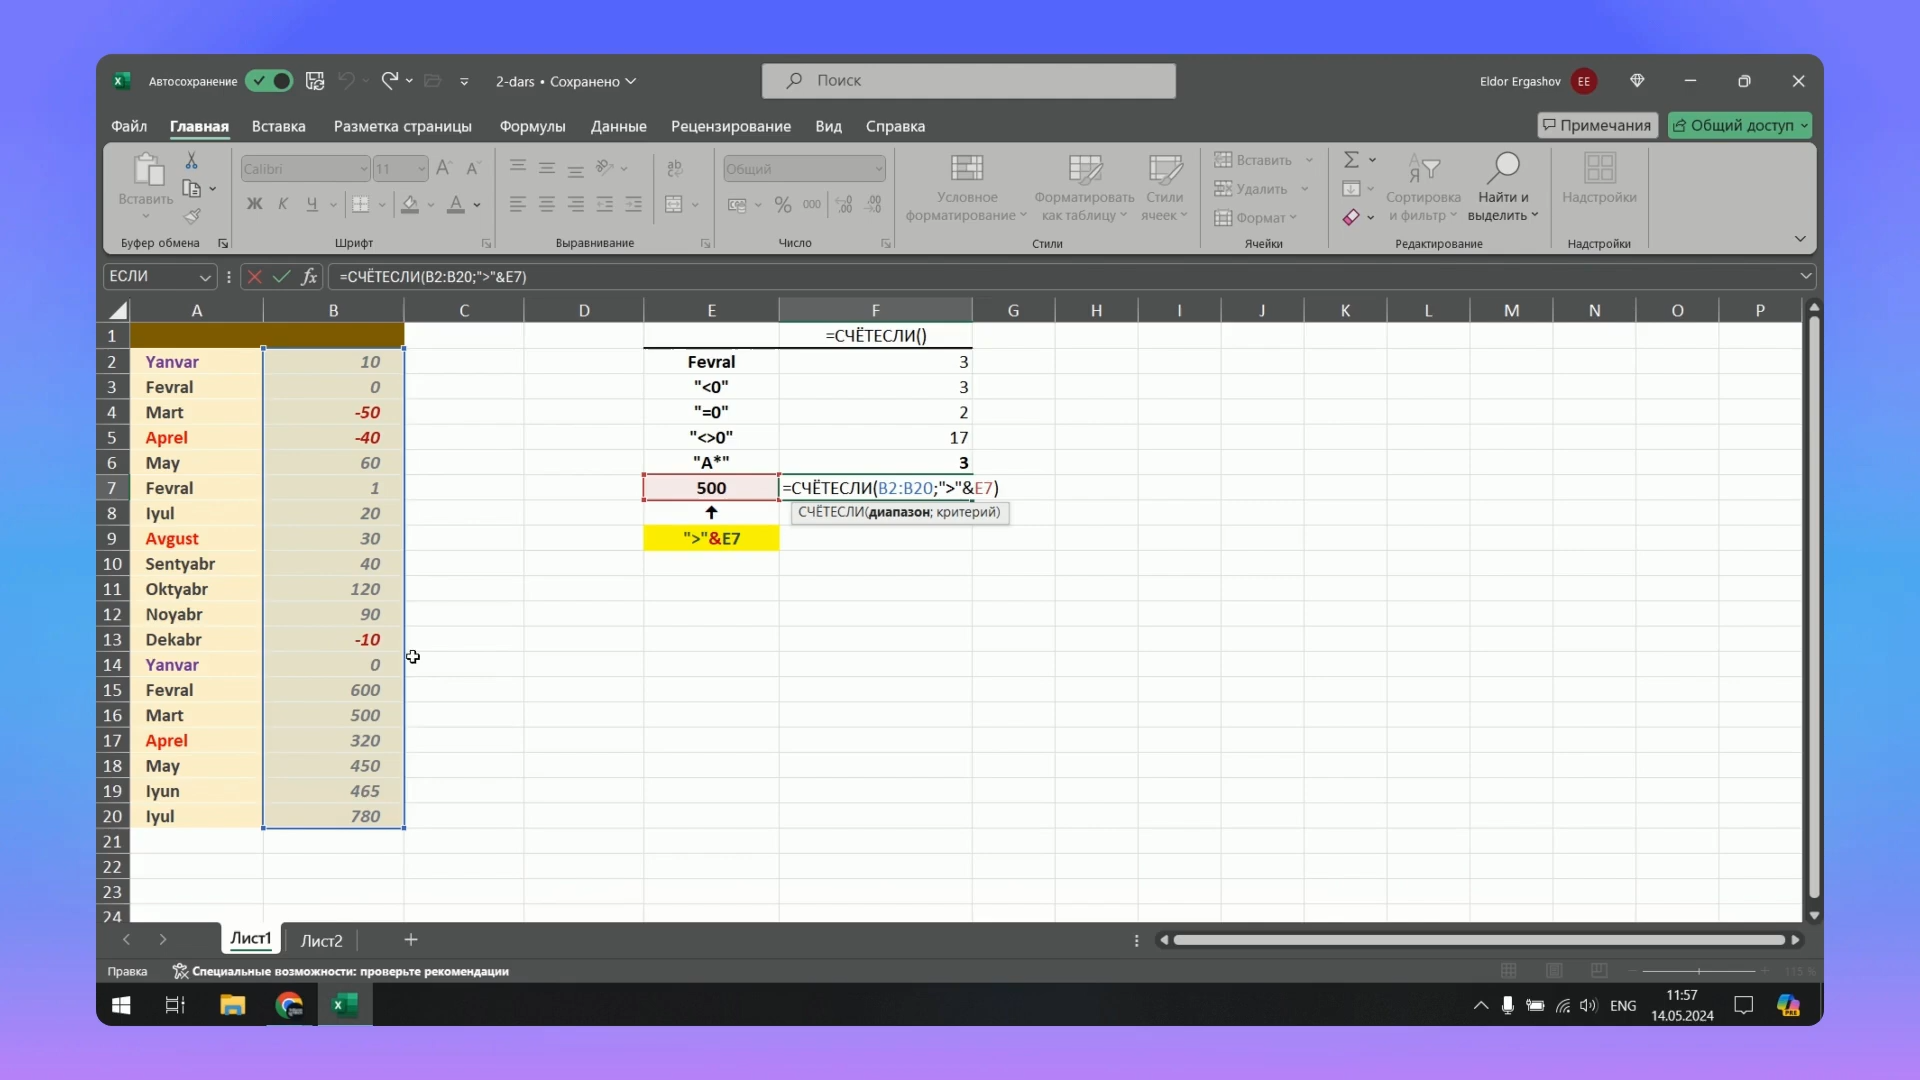 Автосохранение 2-dars • Сохранено Поиск Eldor Ergashov EE
Файл Главная Вставка Разметка страницы Формулы Данные Рецензирование Вид Справка Примечания Общий доступ
Calibri 11 Общий
Вставить
Ж К Ч А % 000
Условное форматирование
Форматировать как таблицу
Стили ячеек
Вставить
Удалить
Формат
Сортировка и фильтр
Найти и выделить
Надстройки
Буфер обмена Шрифт Выравнивание Число Стили Ячейки Редактирование Надстройки
ЕСЛИ fx =СЧЁТЕСЛИ(B2:B20;">"&E7)
A B C D E F G H I J K L M N O P
1 =СЧЁТЕСЛИ()
2 Yanvar 10 Fevral 3
3 Fevral 0 "<0" 3
4 Mart -50 "=0" 2
5 Aprel -40 "<>0" 17
6 May 60 "A*" 3
7 Fevral 1 500 =СЧЁТЕСЛИ(B2:B20;">"&E7)
8 Iyul 20 СЧЁТЕСЛИ(диапазон; критерий)
9 Avgust 30 ">"&E7
10 Sentyabr 40
11 Oktyabr 120
12 Noyabr 90
13 Dekabr -10
14 Yanvar 0
15 Fevral 600
16 Mart 500
17 Aprel 320
18 May 450
19 Iyun 465
20 Iyul 780
21
22
23
24
Лист1 Лист2
Правка Специальные возможности: проверьте рекомендации 115 %
ENG 11:57
14.05.2024
PRE